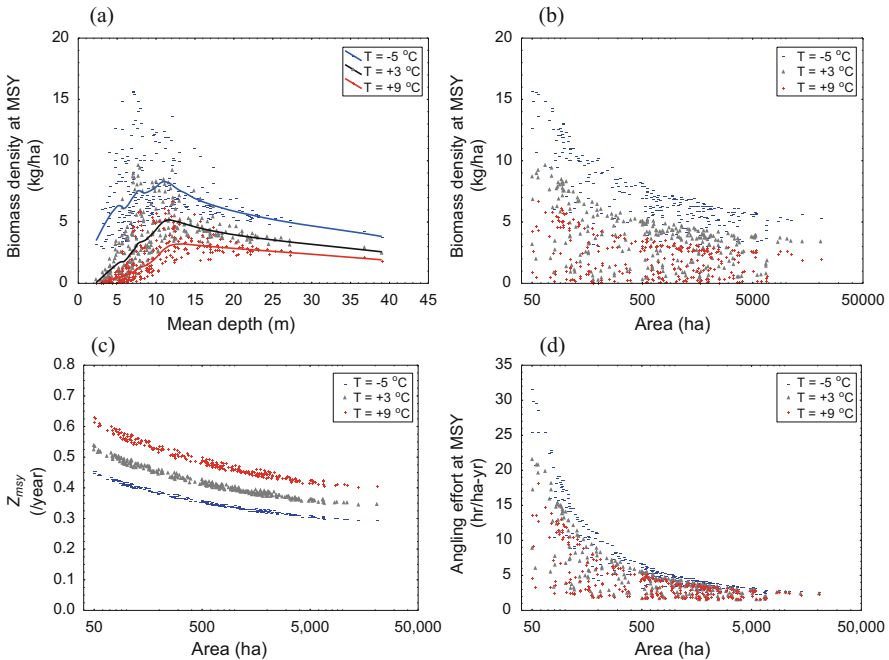 (a)
20
15
10
5
0
Biomass density at MSY
(kg/ha)
0 5 10 15 20 25 30 35 40 45
Mean depth (m)
T = -5 °C
T = +3 °C
T = +9 °C
(b)
20
15
10
5
0
Biomass density at MSY
(kg/ha)
50 500 5000 50000
Area (ha)
T = -5 °C
T = +3 °C
T = +9 °C
(c)
0.8
0.7
0.6
0.5
0.4
0.3
0.2
0.1
0.0
Zmsy
(/year)
50 500 5,000 50,000
Area (ha)
T = -5 °C
T = +3 °C
T = +9 °C
(d)
35
30
25
20
15
10
5
0
Angling effort at MSY
(hr/ha-yr)
50 500 5,000 50,000
Area (ha)
T = -5 °C
T = +3 °C
T = +9 °C